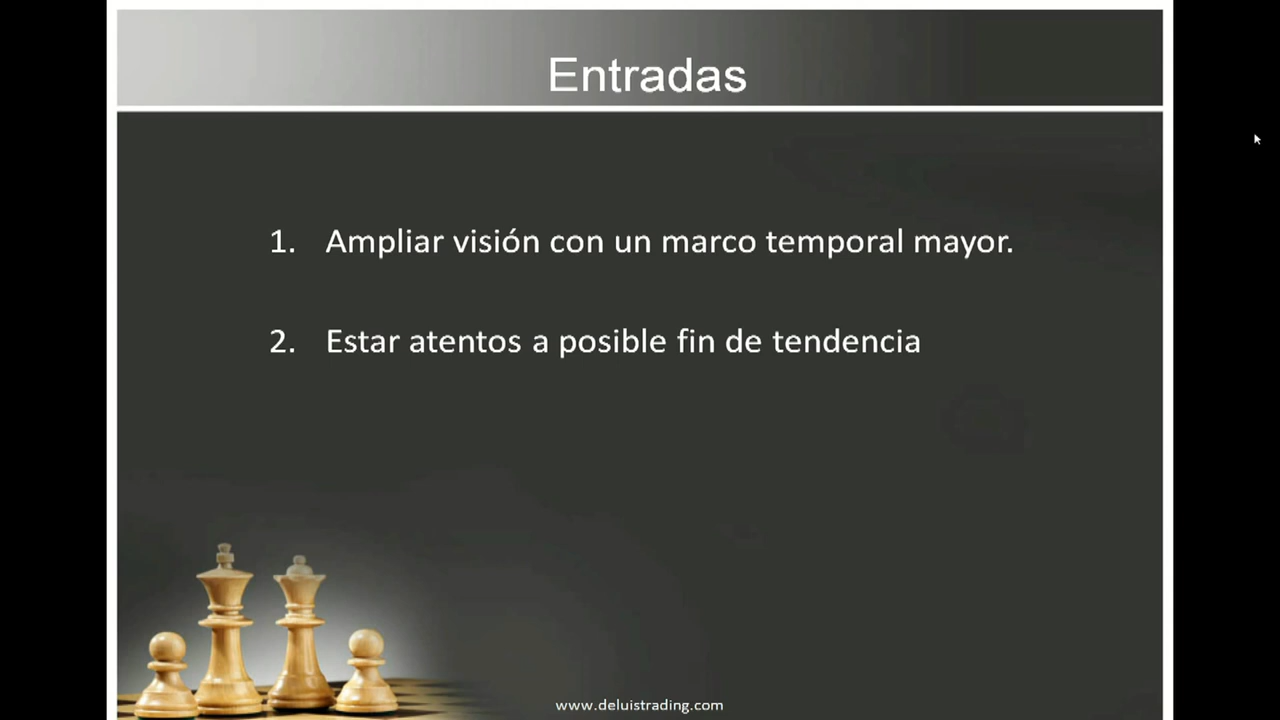 Entradas
1. Ampliar visión con un marco temporal mayor.
2. Estar atentos a posible fin de tendencia
www.deluistrading.com